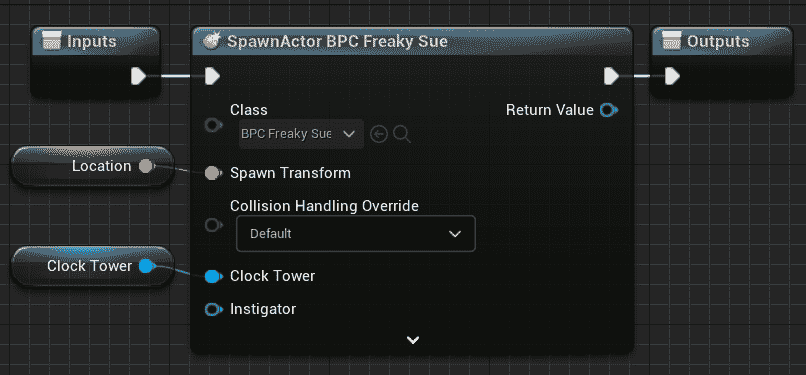 Inputs
SpawnActor BPC Freaky Sue
Outputs
Class
Return Value
BPC Freaky Sue
Location
Spawn Transform
Collision Handling Override
Default
Clock Tower
Clock Tower
Instigator